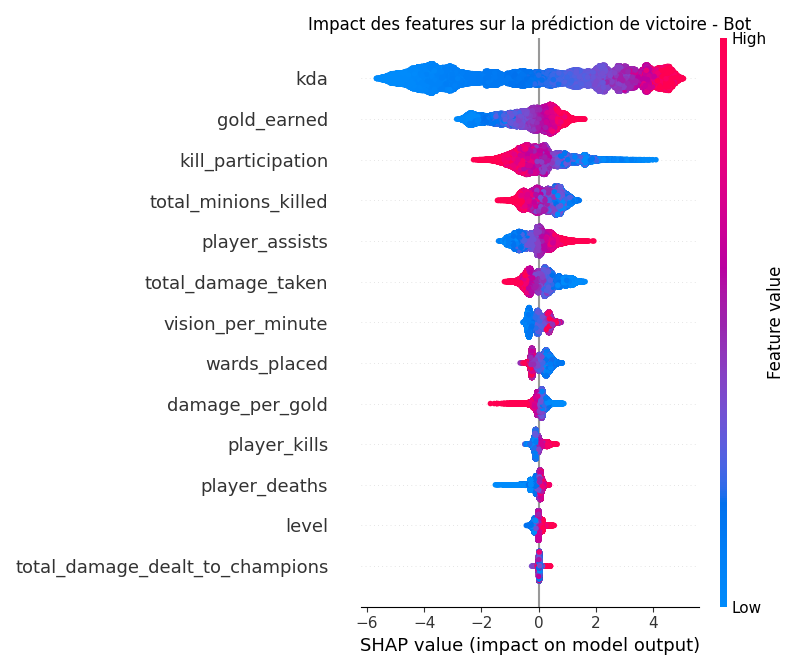 Impact des features sur la prédiction de victoire - Bot
High
kda
gold_earned
kill_participation
total_minions_killed
player_assists
total_damage_taken
vision_per_minute
wards_placed
damage_per_gold
player_kills
player_deaths
level
total_damage_dealt_to_champions
Feature value
Low
−6 −4 −2 0 2 4
SHAP value (impact on model output)